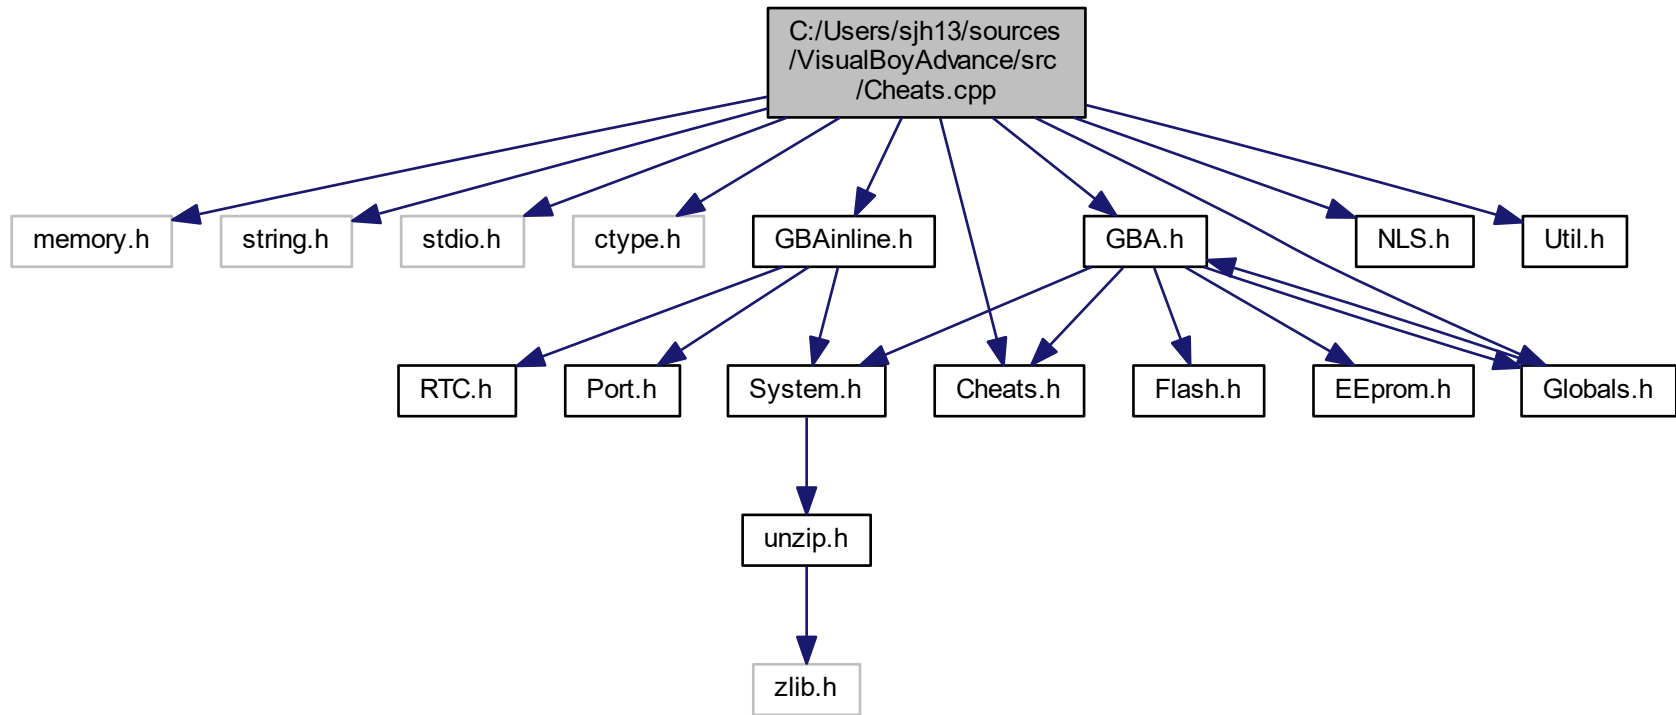 C:/Users/sjh13/sources
/VisualBoyAdvance/src
/Cheats.cpp
memory.h
string.h
stdio.h
ctype.h
GBAinline.h
GBA.h
NLS.h
Util.h
RTC.h
Port.h
System.h
Cheats.h
Flash.h
EEprom.h
Globals.h
unzip.h
zlib.h